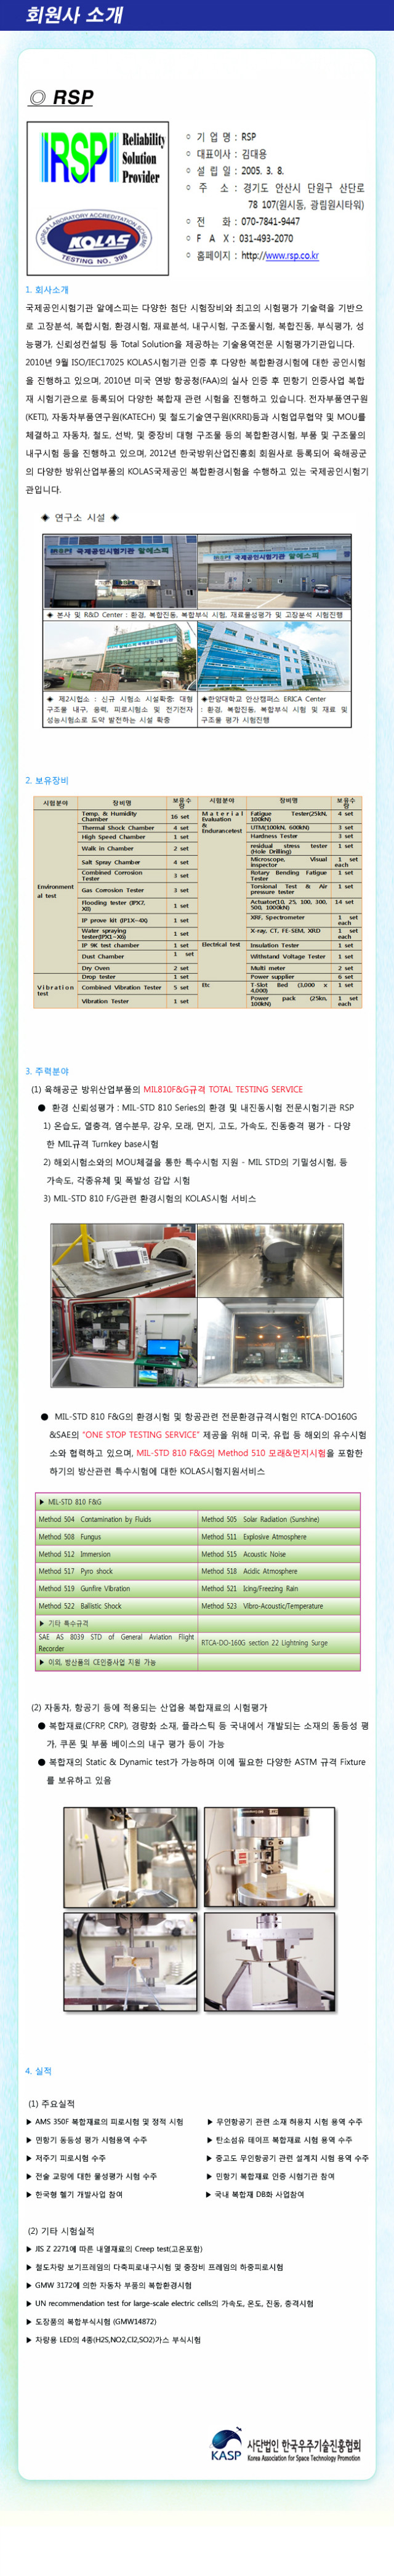 회원사 소개
◎ RSP
RSP Reliability
Solution
Provider
KOREA LABORATORY ACCREDITATION SCHEME
KOLAS
TESTING NO. 399
○ 기 업 명 : RSP
○ 대표이사 : 김대용
○ 설 립 일 : 2005. 3. 8.
○ 주 소 : 경기도 안산시 단원구 산단로
78 107(원시동, 광림원시타워)
○ 전 화 : 070-7841-9447
○ F A X : 031-493-2070
○ 홈페이지 : http://www.rsp.co.kr
1. 회사소개
국제공인시험기관 알에스피는 다양한 첨단 시험장비와 최고의 시험평가 기술력을 기반으
로 고장분석, 복합시험, 환경시험, 재료분석, 내구시험, 구조물시험, 복합진동, 부식평가, 성
능평가, 신뢰성컨설팅 등 Total Solution을 제공하는 기술용역전문 시험평가기관입니다.
2010년 9월 ISO/IEC17025 KOLAS시험기관 인증 후 다양한 복합환경시험에 대한 공인시험
을 진행하고 있으며, 2010년 미국 연방 항공청(FAA)의 실사 인증 후 민항기 인증사업 복합
재 시험기관으로 등록되어 다양한 복합재 관련 시험을 진행하고 있습니다. 전자부품연구원
(KETI), 자동차부품연구원(KATECH) 및 철도기술연구원(KRRI)등과 시험업무협약 및 MOU를
체결하고 자동차, 철도, 선박, 및 중장비 대형 구조물 등의 복합환경시험, 부품 및 구조물의
내구시험 등을 진행하고 있으며, 2012년 한국방위산업진흥회 회원사로 등록되어 육해공군
의 다양한 방위산업부품의 KOLAS국제공인 복합환경시험을 수행하고 있는 국제공인시험기
관입니다.
◈ 연구소 시설 ◈
국제공인시험기관 알에스피
국제공인시험기관 알에스피
◈ 본사 및 R&D Center : 환경, 복합진동, 복합부식 시험, 재료물성평가 및 고장분석 시험진행
◈ 제2시험소 : 신규 시험소 시설확충- 대형
구조물 내구, 응력, 피로시험소 및 전기전자
성능시험소로 도약 발전하는 시설 확충
◈한양대학교 안산캠퍼스 ERICA Center
: 환경, 복합진동, 복합부식 시험 및 재료 및
구조물 평가 시험진행
2. 보유장비
시험분야 장비명 보유수량 시험분야 장비명 보유수량
Environmental test
Temp. & Humidity Chamber 16 set
Thermal Shock Chamber 4 set
High Speed Chamber 1 set
Walk in Chamber 2 set
Salt Spray Chamber 4 set
Combined Corrosion Tester 3 set
Gas Corrosion Tester 3 set
Flooding tester (IPX7, X8) 1 set
IP prove kit (IP1X~4X) 1 set
Water spraying tester(IPX1~X6) 1 set
IP 9K test chamber 1 set
Dust Chamber 1 set
Dry Oven 2 set
Drop tester 1 set
Vibration test
Combined Vibration Tester 5 set
Vibration Tester 1 set
Material Evaluation & Endurancetest
Fatigue Tester(25kN, 100kN) 4 set
UTM(100kN, 600kN) 3 set
Hardness Tester 3 set
residual stress tester (Hole Drilling) 1 set
Microscope, Visual inspector 1 set each
Rotary Bending Fatigue Tester 1 set
Torsional Test & Air pressure tester 1 set
Actuator(10, 25, 100, 300, 500, 1000kN) 14 set
XRF, Spectrometer 1 set each
X-ray, CT, FE-SEM, XRD 1 set each
Electrical test
Insulation Tester 1 set
Withstand Voltage Tester 1 set
Multi meter 2 set
Power supplier 6 set
Etc
T-Slot Bed (3,000 x 4,000) 1 set
Power pack (25kn, 100kN) 1 set each
3. 주력분야
(1) 육해공군 방위산업부품의 MIL810F&G규격 TOTAL TESTING SERVICE
● 환경 신뢰성평가 : MIL-STD 810 Series의 환경 및 내진동시험 전문시험기관 RSP
1) 온습도, 열충격, 염수분무, 강우, 모래, 먼지, 고도, 가속도, 진동충격 평가 - 다양
한 MIL규격 Turnkey base시험
2) 해외시험소와의 MOU체결을 통한 특수시험 지원 - MIL STD의 기밀성시험, 등
가속도, 각종유체 및 폭발성 감압 시험
3) MIL-STD 810 F/G관련 환경시험의 KOLAS시험 서비스
● MIL-STD 810 F&G의 환경시험 및 항공관련 전문환경규격시험인 RTCA-DO160G
&SAE의 "ONE STOP TESTING SERVICE" 제공을 위해 미국, 유럽 등 해외의 유수시험
소와 협력하고 있으며, MIL-STD 810 F&G의 Method 510 모래&먼지시험을 포함한
하기의 방산관련 특수시험에 대한 KOLAS시험지원서비스
▶ MIL-STD 810 F&G
Method 504 Contamination by Fluids Method 505 Solar Radiation (Sunshine)
Method 508 Fungus Method 511 Explosive Atmosphere
Method 512 Immersion Method 515 Acoustic Noise
Method 517 Pyro shock Method 518 Acidic Atmosphere
Method 519 Gunfire Vibration Method 521 Icing/Freezing Rain
Method 522 Ballistic Shock Method 523 Vibro-Acoustic/Temperature
▶ 기타 특수규격
SAE AS 8039 STD of General Aviation Flight
Recorder
RTCA-DO-160G section 22 Lightning Surge
▶ 이외, 방산품의 CE인증사업 지원 가능
(2) 자동차, 항공기 등에 적용되는 산업용 복합재료의 시험평가
● 복합재료(CFRP, CRP), 경량화 소재, 플라스틱 등 국내에서 개발되는 소재의 동등성 평
가, 쿠폰 및 부품 베이스의 내구 평가 등이 가능
● 복합재의 Static & Dynamic test가 가능하며 이에 필요한 다양한 ASTM 규격 Fixture
를 보유하고 있음
4. 실적
(1) 주요실적
▶ AMS 350F 복합재료의 피로시험 및 정적 시험 ▶ 무인항공기 관련 소재 허용치 시험 용역 수주
▶ 민항기 동등성 평가 시험용역 수주 ▶ 탄소섬유 테이프 복합재료 시험 용역 수주
▶ 저주기 피로시험 수주 ▶ 중고도 무인항공기 관련 설계치 시험 용역 수주
▶ 전술 교량에 대한 물성평가 시험 수주 ▶ 민항기 복합재료 인증 시험기관 참여
▶ 한국형 헬기 개발사업 참여 ▶ 국내 복합재 DB화 사업참여
(2) 기타 시험실적
▶ JIS Z 2271에 따른 내열재료의 Creep test(고온포함)
▶ 철도차량 보기프레임의 다축피로내구시험 및 중장비 프레임의 하중피로시험
▶ GMW 3172에 의한 자동차 부품의 복합환경시험
▶ UN recommendation test for large-scale electric cells의 가속도, 온도, 진동, 충격시험
▶ 도장품의 복합부식시험 (GMW14872)
▶ 차량용 LED의 4종(H2S,NO2,Cl2,SO2)가스 부식시험
KASP 사단법인 한국우주기술진흥협회
Korea Association for Space Technology Promotion